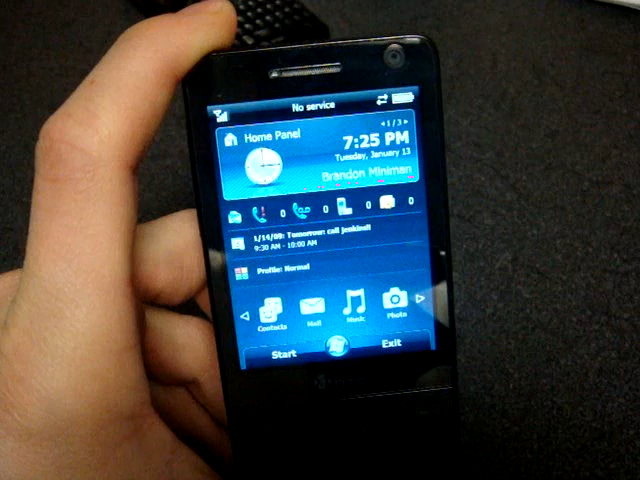 No service
Home Panel
◂ 1 / 3 ▸
7:25 PM
Tuesday, January 13
Brandon Miniman
0 0 0 0
1/14/09: Tomorrow: call jenkins!!
9:30 AM - 10:00 AM
Profile: Normal
Contacts Mail Music Photo
Start Exit